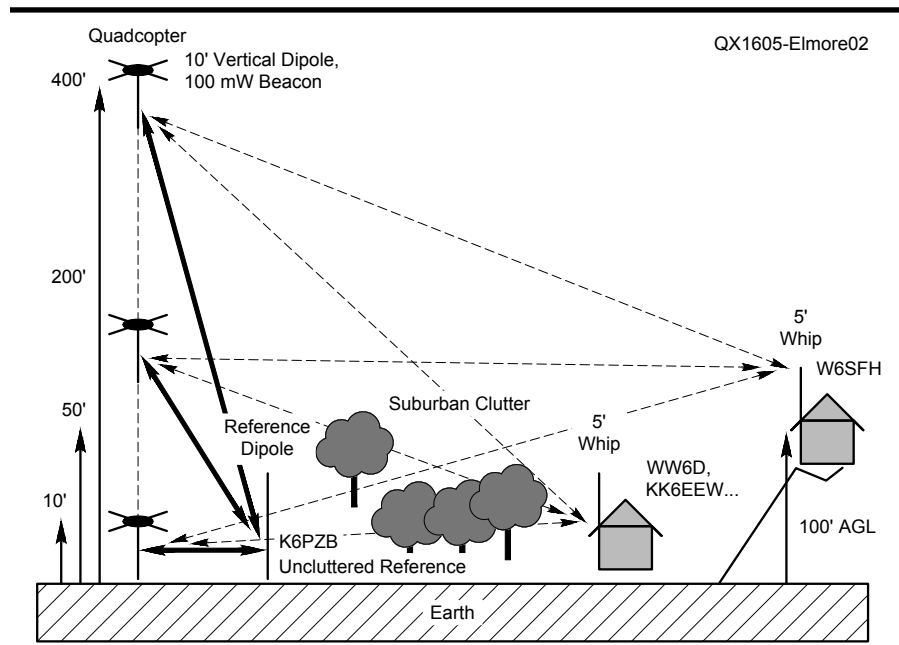 QX1605-Elmore02
Quadcopter
10' Vertical Dipole,
100 mW Beacon
400'
200'
50'
10'
Reference
Dipole
Suburban Clutter
5'
Whip
5'
Whip
W6SFH
WW6D,
KK6EEW...
K6PZB
Uncluttered Reference
100' AGL
Earth